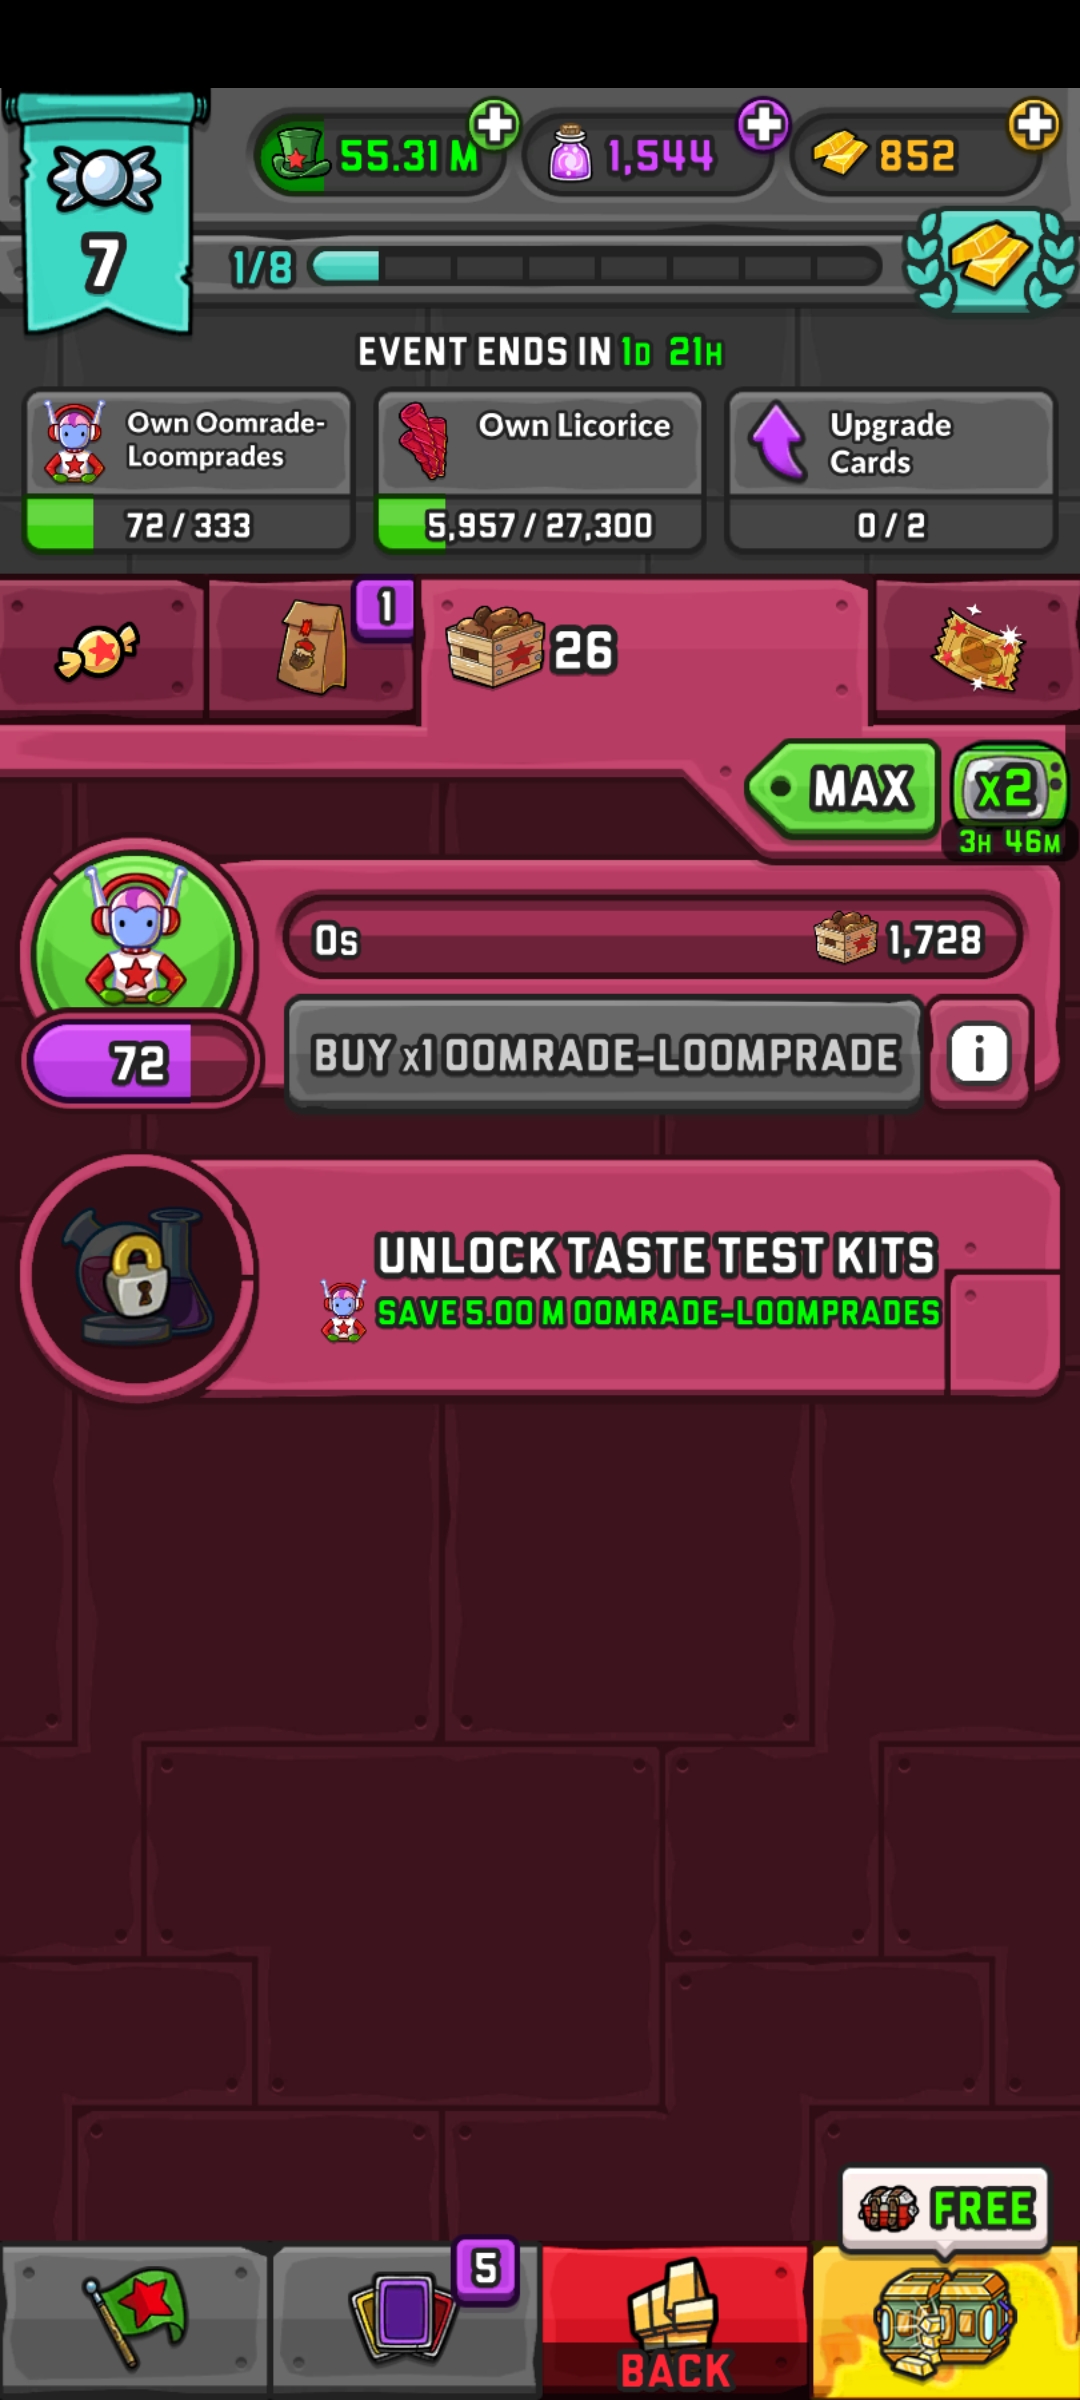 55.31 M
1,544
852
7
1/8
EVENT ENDS IN 1D 21H
Own Oomrade-
Loomprades
72 / 333
Own Licorice
5,957 / 27,300
Upgrade
Cards
0 / 2
1
26
MAX
x2
3H 46M
0s
1,728
72
BUY x1 OOMRADE-LOOMPRADE
i
UNLOCK TASTE TEST KITS
SAVE 5.00 M OOMRADE-LOOMPRADES
FREE
5
BACK